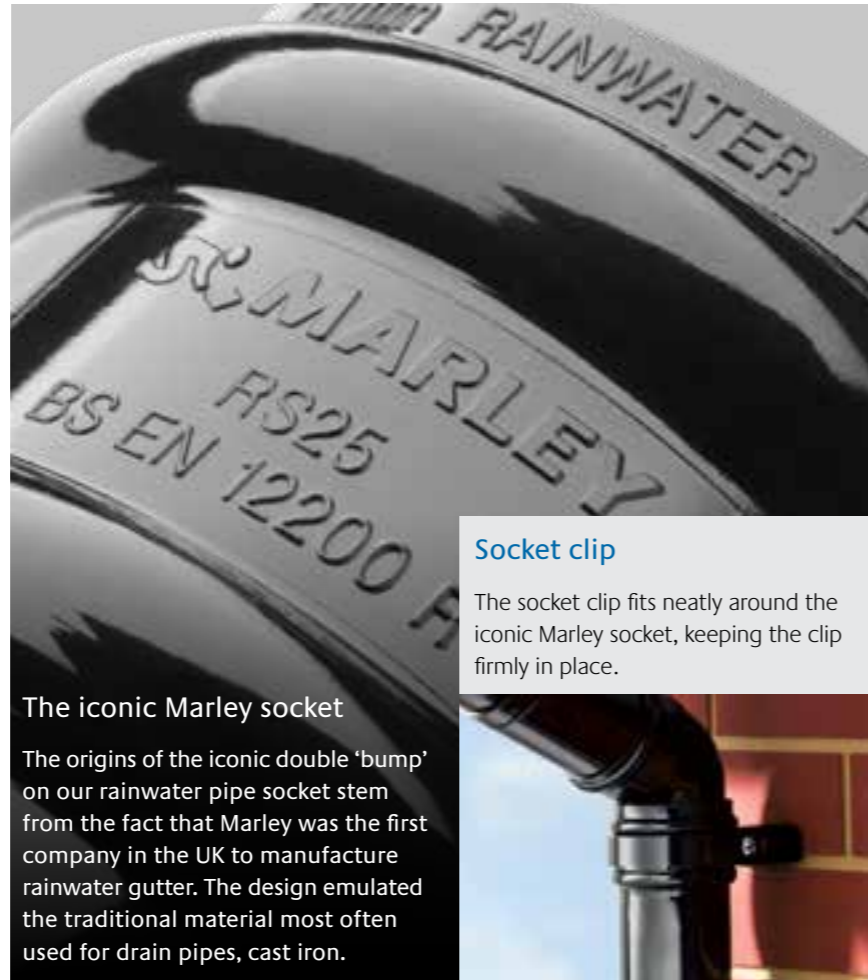 RAINWATER
MARLEY
RS25
BS EN 12200
Socket clip
The socket clip fits neatly around the
iconic Marley socket, keeping the clip
firmly in place.
The iconic Marley socket
The origins of the iconic double ‘bump’
on our rainwater pipe socket stem
from the fact that Marley was the first
company in the UK to manufacture
rainwater gutter. The design emulated
the traditional material most often
used for drain pipes, cast iron.